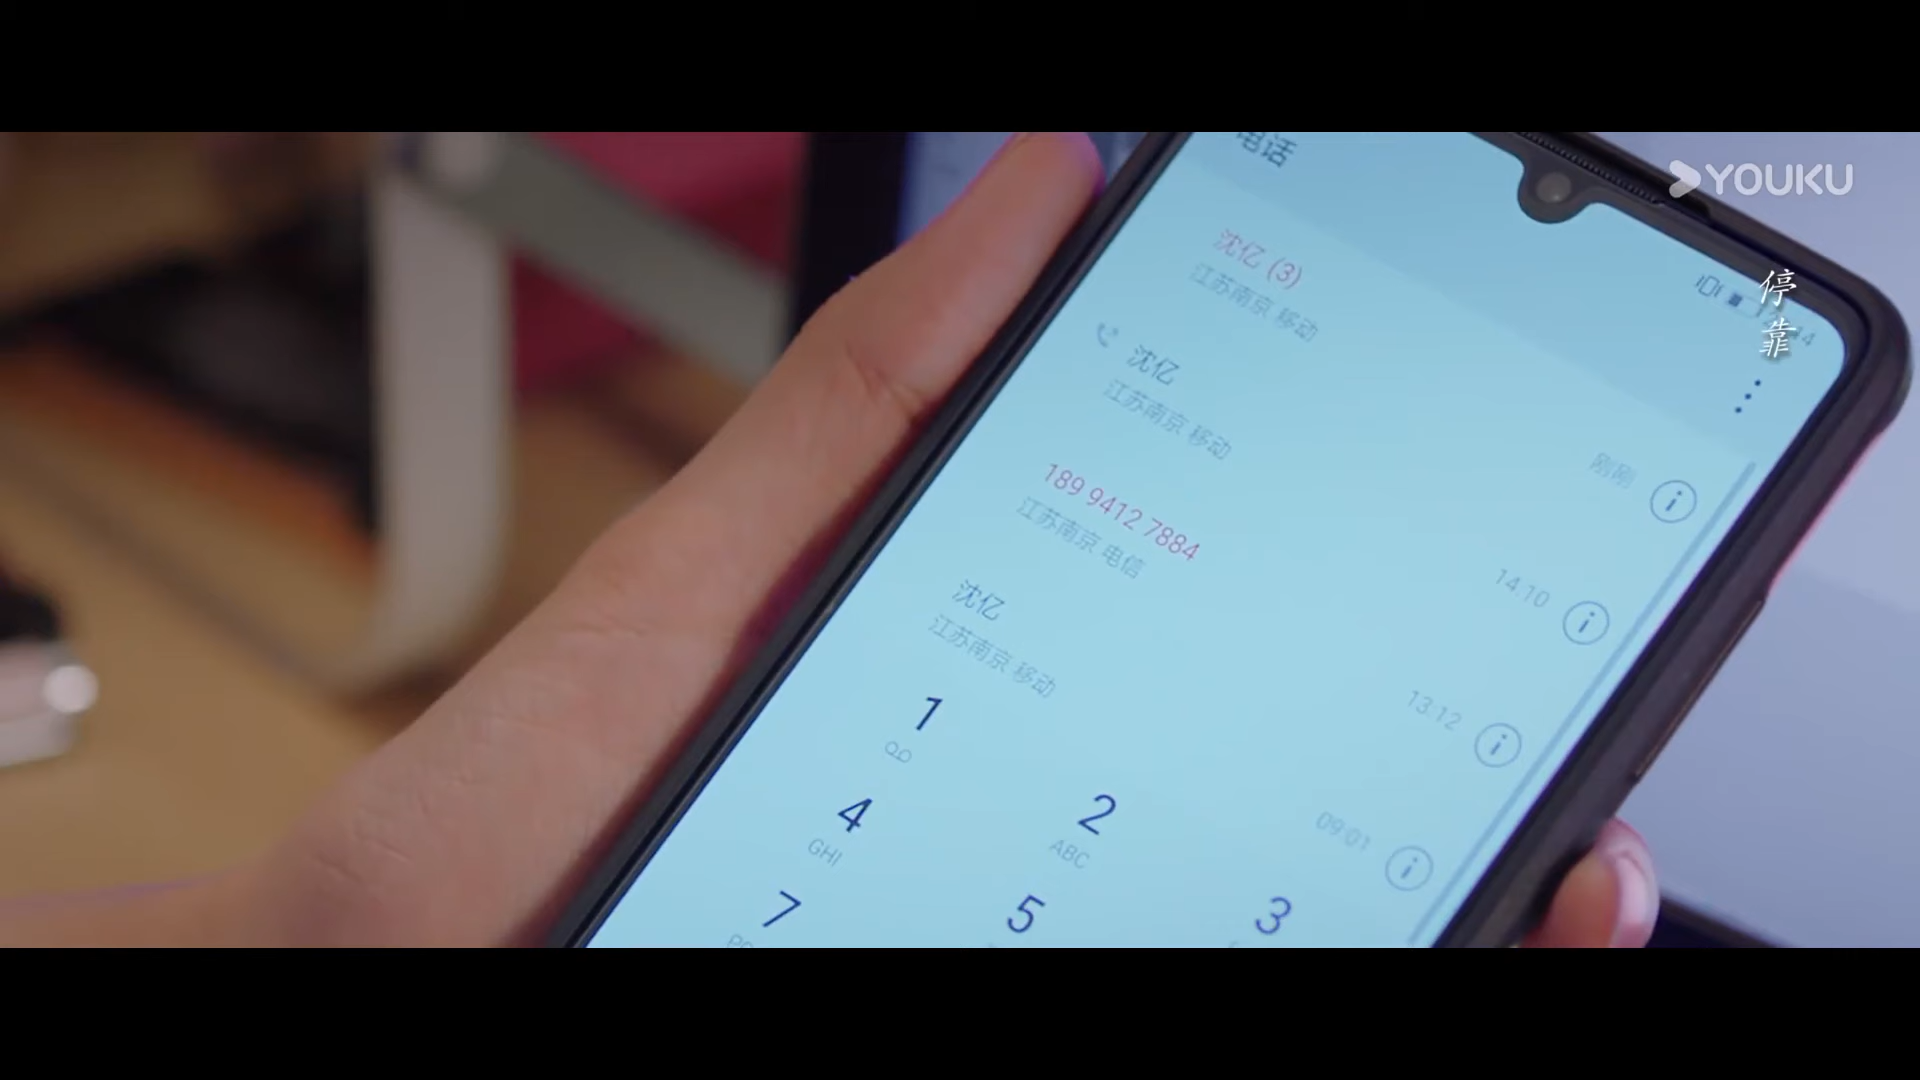 YOUKU
停
靠
电话
沈亿 (3)
江苏南京 移动
刚刚
沈亿
江苏南京 移动
14:10
189 9412 7884
江苏南京 电信
13:12
沈亿
江苏南京 移动
09:01
1
2
ABC
3
4
GHI
5
7